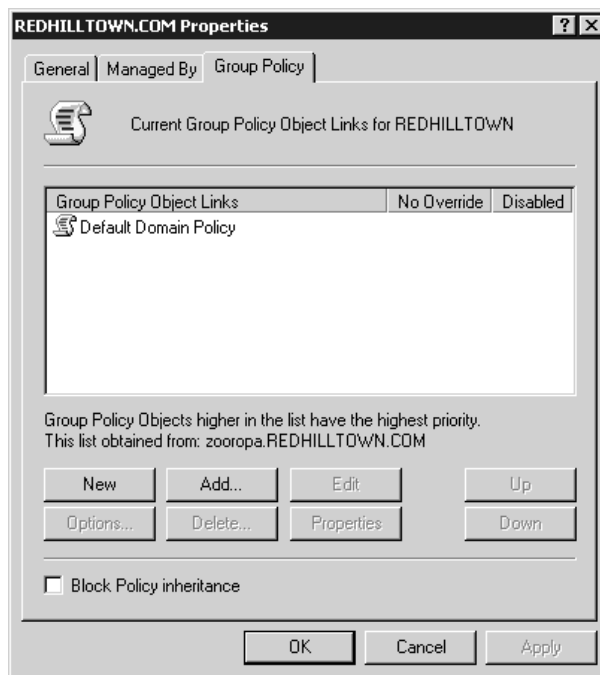 REDHILLTOWN.COM Properties
General Managed By Group Policy
Current Group Policy Object Links for REDHILLTOWN
Group Policy Object Links No Override Disabled
Default Domain Policy
Group Policy Objects higher in the list have the highest priority.
This list obtained from: zooropa.REDHILLTOWN.COM
New Add... Edit Up
Options... Delete... Properties Down
Block Policy inheritance
OK Cancel Apply